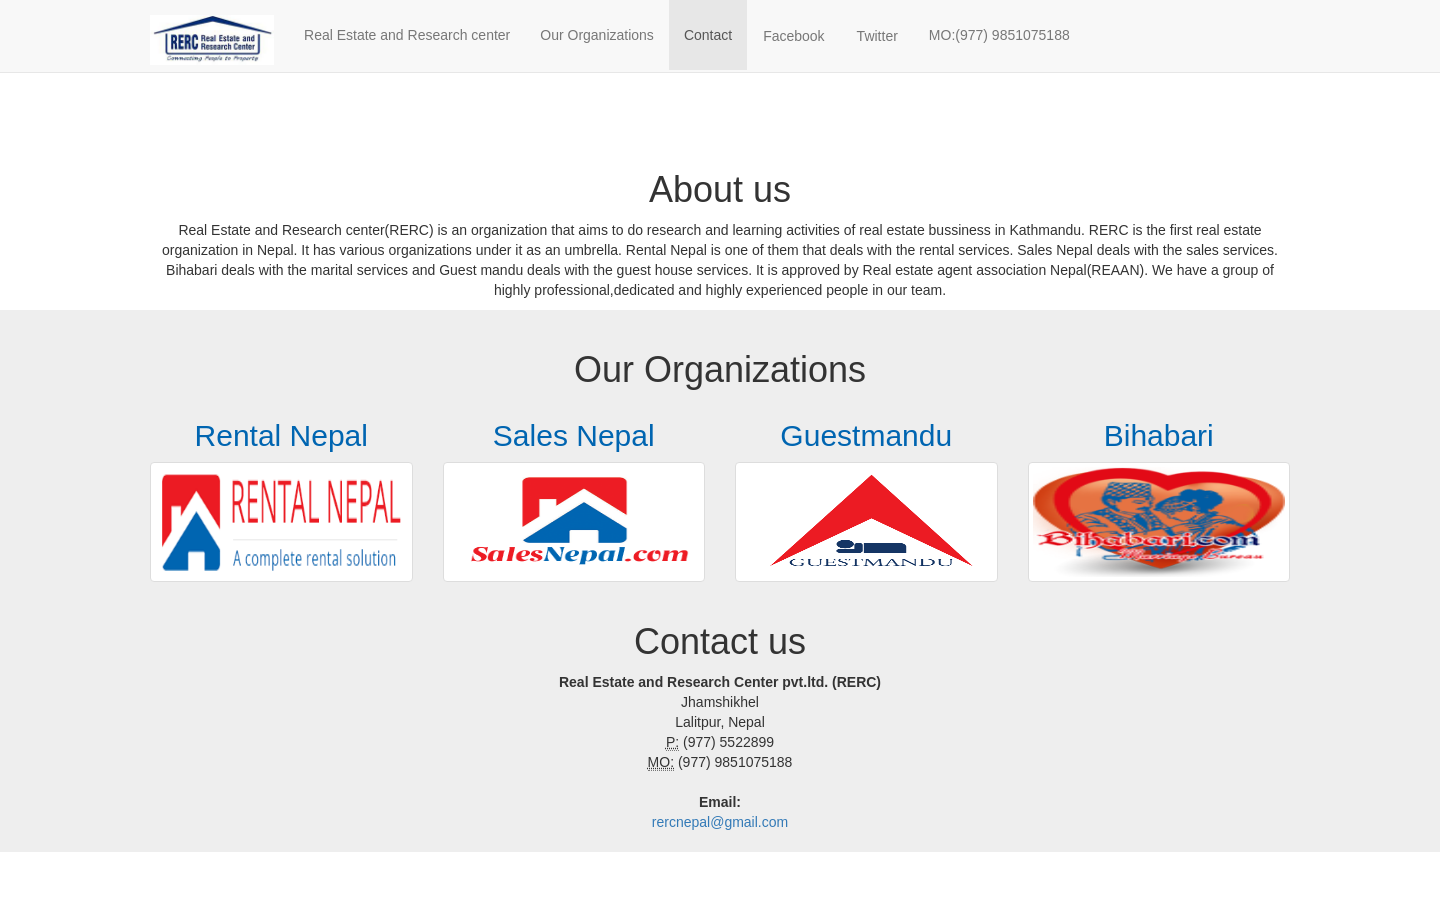 RERC Real Estate and
Research Center
Connecting People to Property
Real Estate and Research center
Our Organizations
Contact
Facebook
Twitter
MO:(977) 9851075188
About us
Real Estate and Research center(RERC) is an organization that aims to do research and learning activities of real estate bussiness in Kathmandu. RERC is the first real estate
organization in Nepal. It has various organizations under it as an umbrella. Rental Nepal is one of them that deals with the rental services. Sales Nepal deals with the sales services.
Bihabari deals with the marital services and Guest mandu deals with the guest house services. It is approved by Real estate agent association Nepal(REAAN). We have a group of
highly professional,dedicated and highly experienced people in our team.
Our Organizations
Rental Nepal
Sales Nepal
Guestmandu
Bihabari
RENTAL NEPAL
A complete rental solution
SalesNepal.com
GUESTMANDU
Bihabari.com
Marriage Bureau
Contact us
Real Estate and Research Center pvt.ltd. (RERC)
Jhamshikhel
Lalitpur, Nepal
P: (977) 5522899
MO: (977) 9851075188
Email:
rercnepal@gmail.com